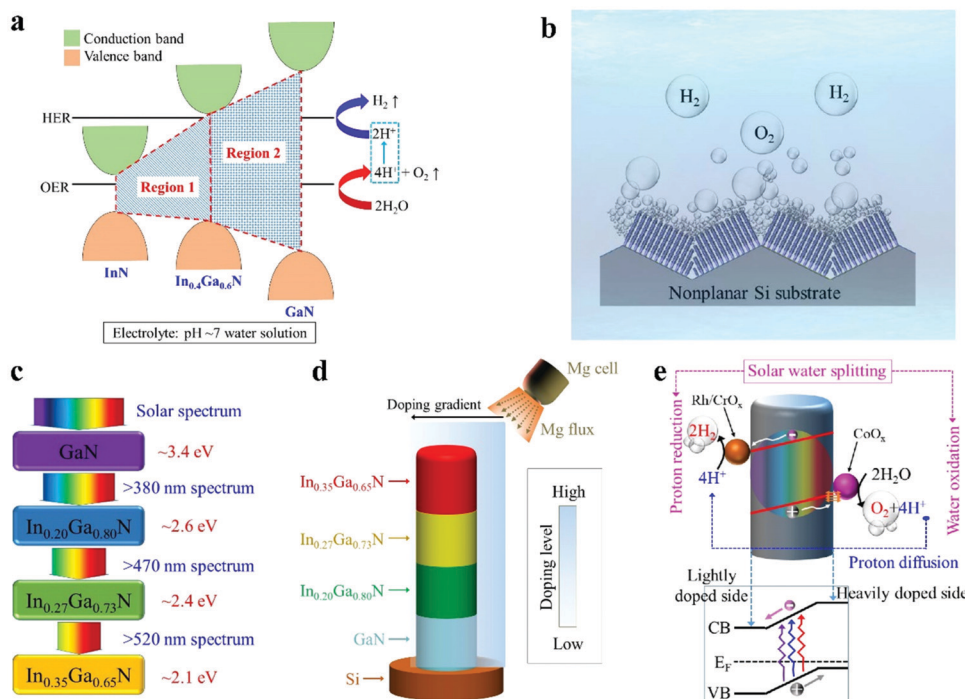 a
Conduction band
Valence band
HER
OER
H₂ ↑
2H⁺
4H⁺ + O₂ ↑
2H₂O
Region 1
Region 2
InN
In₀.₄Ga₀.₆N
GaN
Electrolyte: pH ~7 water solution
b
H₂
H₂
O₂
Nonplanar Si substrate
c
Solar spectrum
GaN
~3.4 eV
>380 nm spectrum
In₀.₂₀Ga₀.₈₀N
~2.6 eV
>470 nm spectrum
In₀.₂₇Ga₀.₇₃N
~2.4 eV
>520 nm spectrum
In₀.₃₅Ga₀.₆₅N
~2.1 eV
d
Mg cell
Doping gradient
Mg flux
In₀.₃₅Ga₀.₆₅N
In₀.₂₇Ga₀.₇₃N
In₀.₂₀Ga₀.₈₀N
GaN
Si
High
Doping level
Low
e
Solar water splitting
Proton reduction
Rh/CrOₓ
2H₂
4H⁺
CoOₓ
2H₂O
O₂+4H⁺
Water oxidation
Proton diffusion
Lightly
doped side
Heavily doped side
CB
E_F
VB